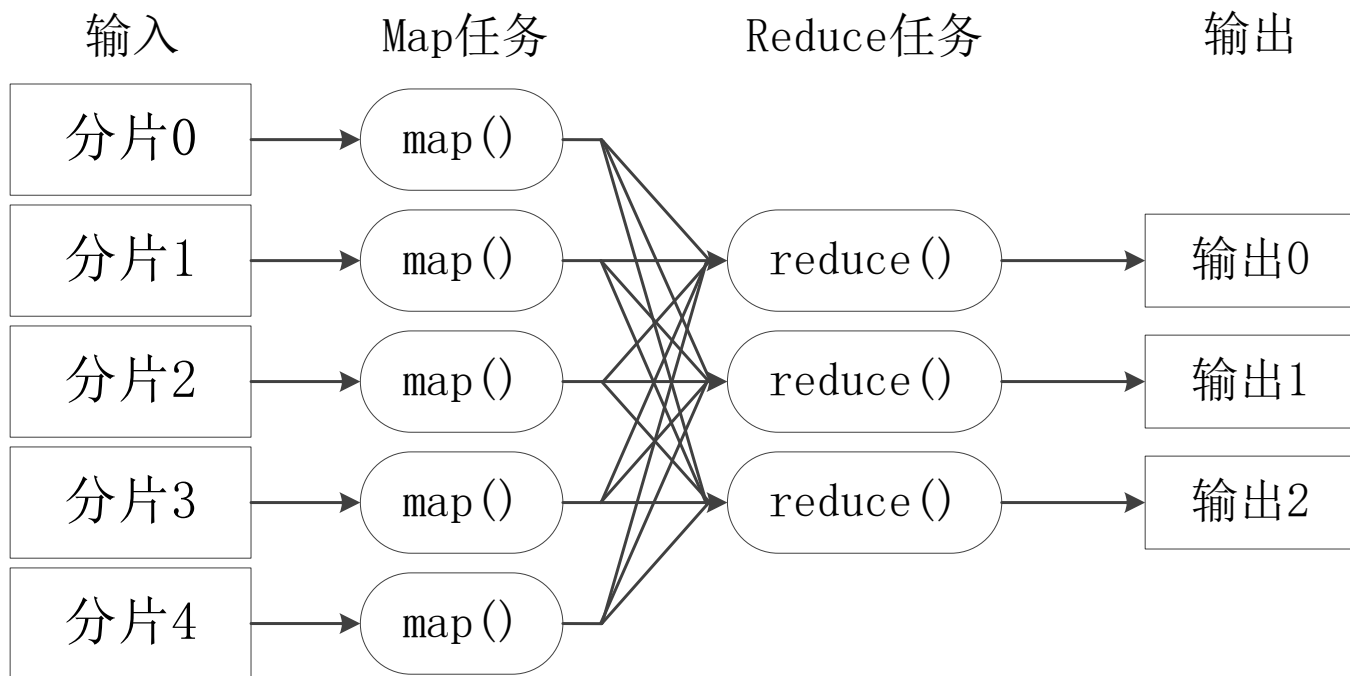 输入 Map任务 Reduce任务 输出
分片0 map()
分片1 map() reduce() 输出0
分片2 map() reduce() 输出1
分片3 map() reduce() 输出2
分片4 map()